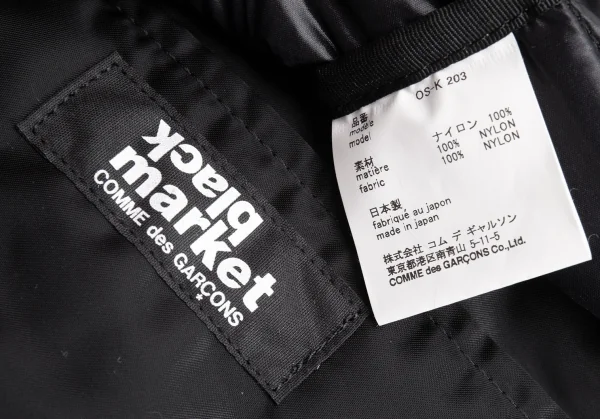 black
market
COMME des GARÇONS
OS-K 203
品番
modèle
model
ナイロン 100%
100% NYLON
100% NYLON
素材
matière
fabric
日本製
fabriqué au japon
made in japan
株式会社 コム デ ギャルソン
東京都港区南青山 5-11-5
COMME des GARÇONS Co.,Ltd.